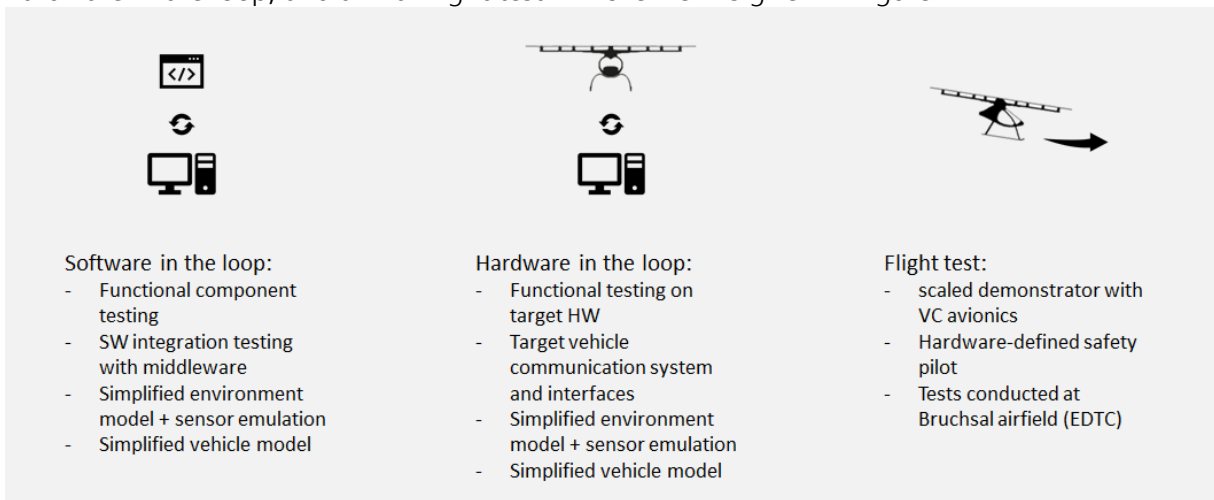 </>
Software in the loop:
- Functional component
testing
- SW integration testing
with middleware
- Simplified environment
model + sensor emulation
- Simplified vehicle model
Hardware in the loop:
- Functional testing on
target HW
- Target vehicle
communication system
and interfaces
- Simplified environment
model + sensor emulation
- Simplified vehicle model
Flight test:
- scaled demonstrator with
VC avionics
- Hardware-defined safety
pilot
- Tests conducted at
Bruchsal airfield (EDTC)